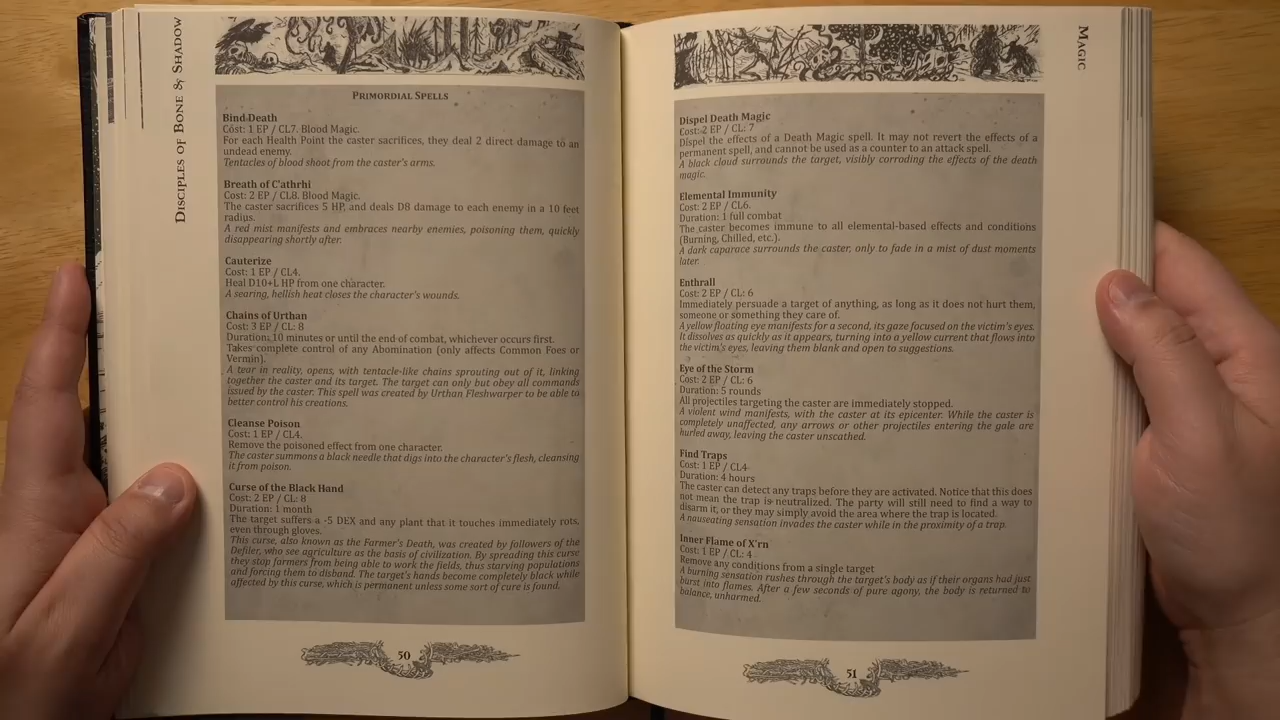 DISCIPLES OF BONE & SHADOW
PRIMORDIAL SPELLS
Bind Death
Cost: 1 EP / CL7. Blood Magic.
For each Health Point the caster sacrifices, they deal 2 direct damage to an
undead enemy.
Tentacles of blood shoot from the caster's arms.
Breath of C'athrhi
Cost: 2 EP / CL8. Blood Magic.
The caster sacrifices 5 HP, and deals D8 damage to each enemy in a 10 feet
radius.
A red mist manifests and embraces nearby enemies, poisoning them, quickly
disappearing shortly after.
Cauterize
Cost: 1 EP / CL4.
Heal D10+L HP from one character.
A searing, hellish heat closes the character's wounds.
Chains of Urthan
Cost: 3 EP / CL: 8
Duration: 10 minutes or until the end of combat, whichever occurs first.
Takes complete control of any Abomination (only affects Common Foes or
Vermin).
A tear in reality, opens, with tentacle-like chains sprouting out of it, linking
together the caster and its target. The target can only but obey all commands
issued by the caster. This spell was created by Urthan Fleshwarper to be able to
better control his creations.
Cleanse Poison
Cost: 1 EP / CL4.
Remove the poisoned effect from one character.
The caster summons a black needle that digs into the character's flesh, cleansing
it from poison.
Curse of the Black Hand
Cost: 2 EP / CL: 8
Duration: 1 month
The target suffers a -5 DEX and any plant that it touches immediately rots,
even through gloves.
This curse, also known as the Farmer's Death, was created by followers of the
Defiler, who see agriculture as the basis of civilization. By spreading this curse
they stop farmers from being able to work the fields, thus starving populations
and forcing them to disband. The target's hands become completely black while
affected by this curse, which is permanent unless some sort of cure is found.
50
MAGIC
Dispel Death Magic
Cost: 2 EP / CL: 7
Dispel the effects of a Death Magic spell. It may not revert the effects of a
permanent spell, and cannot be used as a counter to an attack spell.
A black cloud surrounds the target, visibly corroding the effects of the death
magic.
Elemental Immunity
Cost: 2 EP / CL6.
Duration: 1 full combat
The caster becomes immune to all elemental-based effects and conditions
(Burning, Chilled, etc.).
A dark caparace surrounds the caster, only to fade in a mist of dust moments
later.
Enthrall
Cost: 2 EP / CL: 6
Immediately persuade a target of anything, as long as it does not hurt them,
someone or something they care of.
A yellow floating eye manifests for a second, its gaze focused on the victim's eyes.
It dissolves as quickly as it appears, turning into a yellow current that flows into
the victim's eyes, leaving them blank and open to suggestions.
Eye of the Storm
Cost: 2 EP / CL: 6
Duration: 5 rounds
All projectiles targeting the caster are immediately stopped.
A violent wind manifests, with the caster at its epicenter. While the caster is
completely unaffected, any arrows or other projectiles entering the gale are
hurled away, leaving the caster unscathed.
Find Traps
Cost: 1 EP / CL4
Duration: 4 hours
The caster can detect any traps before they are activated. Notice that this does
not mean the trap is neutralized. The party will still need to find a way to
disarm it, or they may simply avoid the area where the trap is located.
A nauseating sensation invades the caster while in the proximity of a trap.
Inner Flame of X'rn
Cost: 1 EP / CL: 4
Remove any conditions from a single target
A burning sensation rushes through the target's body as if their organs had just
burst into flames. After a few seconds of pure agony, the body is returned to
balance, unharmed.
51